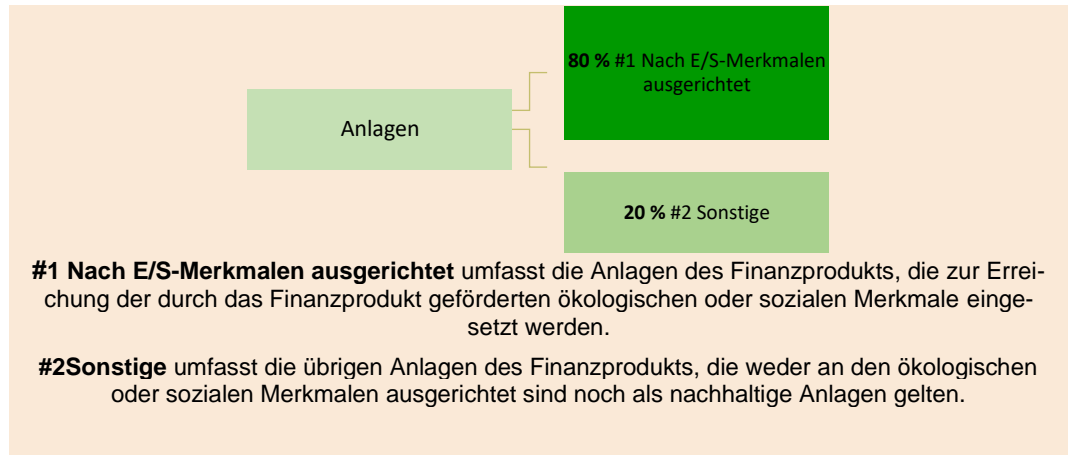 80 % #1 Nach E/S-Merkmalen
ausgerichtet
Anlagen
20 % #2 Sonstige
#1 Nach E/S-Merkmalen ausgerichtet umfasst die Anlagen des Finanzprodukts, die zur Errei-
chung der durch das Finanzprodukt geförderten ökologischen oder sozialen Merkmale einge-
setzt werden.
#2Sonstige umfasst die übrigen Anlagen des Finanzprodukts, die weder an den ökologischen
oder sozialen Merkmalen ausgerichtet sind noch als nachhaltige Anlagen gelten.